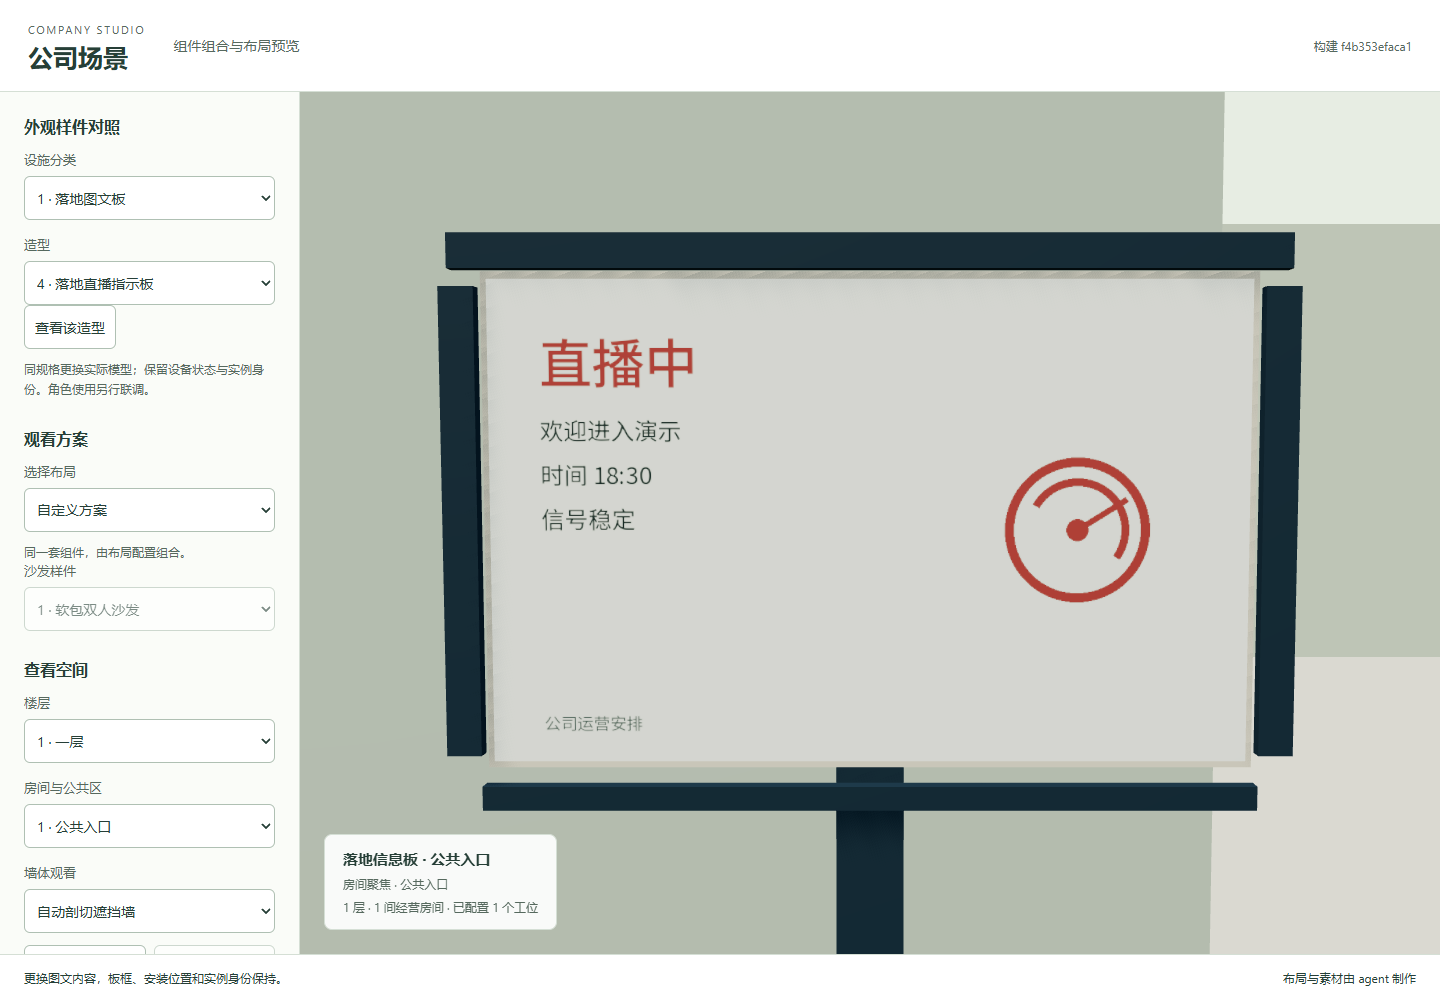 COMPANY STUDIO
公司场景
组件组合与布局预览
构建 f4b353efaca1
外观样件对照
设施分类
1 · 落地图文板
造型
4 · 落地直播指示板
查看该造型
同规格更换实际模型；保留设备状态与实例身
份。角色使用另行联调。
观看方案
选择布局
自定义方案
同一套组件，由布局配置组合。
沙发样件
1 · 软包双人沙发
查看空间
楼层
1 · 一层
房间与公共区
1 · 公共入口
墙体观看
自动剖切遮挡墙
直播中
欢迎进入演示
时间 18:30
信号稳定
公司运营安排
落地信息板 · 公共入口
房间聚焦 · 公共入口
1 层 · 1 间经营房间 · 已配置 1 个工位
更换图文内容，板框、安装位置和实例身份保持。
布局与素材由 agent 制作